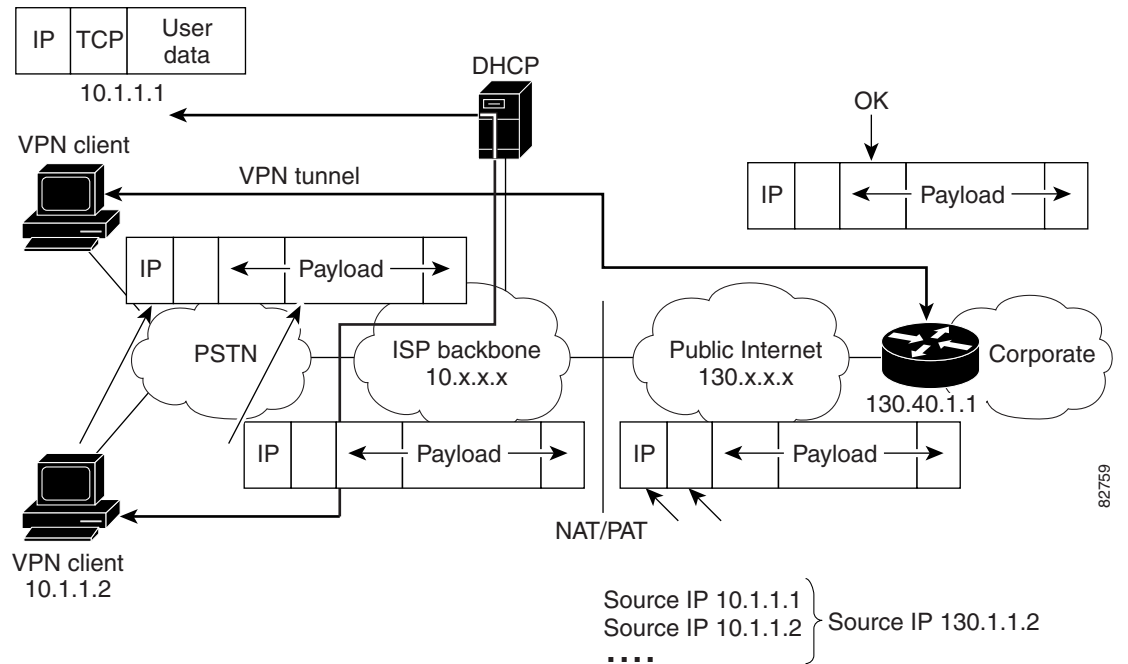 IP TCP User
data
10.1.1.1
DHCP
OK
VPN client
VPN tunnel
IP Payload
IP Payload
PSTN
ISP backbone
10.x.x.x
Public Internet
130.x.x.x
Corporate
130.40.1.1
IP Payload
IP Payload
82759
NAT/PAT
VPN client
10.1.1.2
Source IP 10.1.1.1
Source IP 10.1.1.2
Source IP 130.1.1.2
....